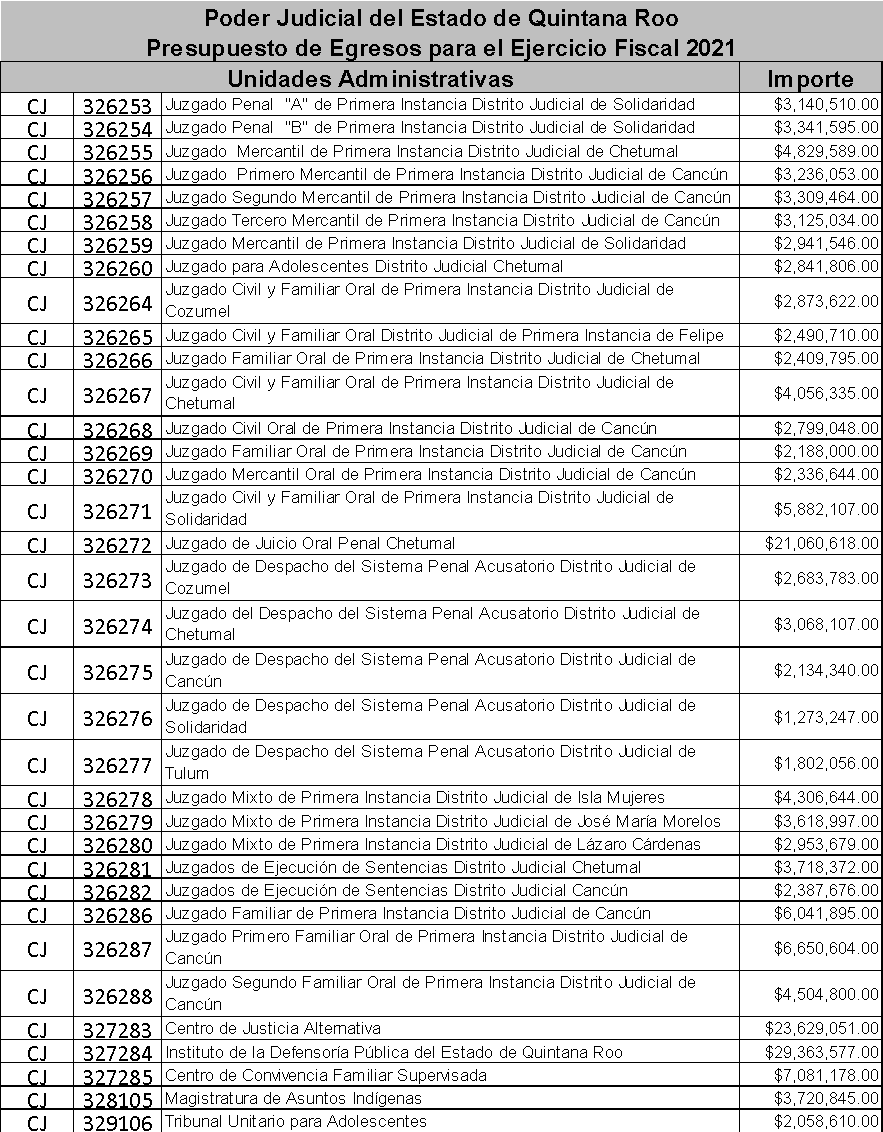 Poder Judicial del Estado de Quintana Roo
Presupuesto de Egresos para el Ejercicio Fiscal 2021
Unidades Administrativas Importe
CJ 326253 Juzgado Penal "A" de Primera Instancia Distrito Judicial de Solidaridad $3,140,510.00
CJ 326254 Juzgado Penal "B" de Primera Instancia Distrito Judicial de Solidaridad $3,341,595.00
CJ 326255 Juzgado Mercantil de Primera Instancia Distrito Judicial de Chetumal $4,829,589.00
CJ 326256 Juzgado Primero Mercantil de Primera Instancia Distrito Judicial de Cancún $3,236,053.00
CJ 326257 Juzgado Segundo Mercantil de Primera Instancia Distrito Judicial de Cancún $3,309,464.00
CJ 326258 Juzgado Tercero Mercantil de Primera Instancia Distrito Judicial de Cancún $3,125,034.00
CJ 326259 Juzgado Mercantil de Primera Instancia Distrito Judicial de Solidaridad $2,941,546.00
CJ 326260 Juzgado para Adolescentes Distrito Judicial Chetumal $2,841,806.00
CJ 326264 Juzgado Civil y Familiar Oral de Primera Instancia Distrito Judicial de
Cozumel $2,873,622.00
CJ 326265 Juzgado Civil y Familiar Oral Distrito Judicial de Primera Instancia de Felipe $2,490,710.00
CJ 326266 Juzgado Familiar Oral de Primera Instancia Distrito Judicial de Chetumal $2,409,795.00
CJ 326267 Juzgado Civil y Familiar Oral de Primera Instancia Distrito Judicial de
Chetumal $4,056,335.00
CJ 326268 Juzgado Civil Oral de Primera Instancia Distrito Judicial de Cancún $2,799,048.00
CJ 326269 Juzgado Familiar Oral de Primera Instancia Distrito Judicial de Cancún $2,188,000.00
CJ 326270 Juzgado Mercantil Oral de Primera Instancia Distrito Judicial de Cancún $2,336,644.00
CJ 326271 Juzgado Civil y Familiar Oral de Primera Instancia Distrito Judicial de
Solidaridad $5,882,107.00
CJ 326272 Juzgado de Juicio Oral Penal Chetumal $21,060,618.00
CJ 326273 Juzgado de Despacho del Sistema Penal Acusatorio Distrito Judicial de
Cozumel $2,683,783.00
CJ 326274 Juzgado del Despacho del Sistema Penal Acusatorio Distrito Judicial de
Chetumal $3,068,107.00
CJ 326275 Juzgado de Despacho del Sistema Penal Acusatorio Distrito Judicial de
Cancún $2,134,340.00
CJ 326276 Juzgado de Despacho del Sistema Penal Acusatorio Distrito Judicial de
Solidaridad $1,273,247.00
CJ 326277 Juzgado de Despacho del Sistema Penal Acusatorio Distrito Judicial de
Tulum $1,802,056.00
CJ 326278 Juzgado Mixto de Primera Instancia Distrito Judicial de Isla Mujeres $4,306,644.00
CJ 326279 Juzgado Mixto de Primera Instancia Distrito Judicial de José María Morelos $3,618,997.00
CJ 326280 Juzgado Mixto de Primera Instancia Distrito Judicial de Lázaro Cárdenas $2,953,679.00
CJ 326281 Juzgados de Ejecución de Sentencias Distrito Judicial Chetumal $3,718,372.00
CJ 326282 Juzgados de Ejecución de Sentencias Distrito Judicial Cancún $2,387,676.00
CJ 326286 Juzgado Familiar de Primera Instancia Distrito Judicial de Cancún $6,041,895.00
CJ 326287 Juzgado Primero Familiar Oral de Primera Instancia Distrito Judicial de
Cancún $6,650,604.00
CJ 326288 Juzgado Segundo Familiar Oral de Primera Instancia Distrito Judicial de
Cancún $4,504,800.00
CJ 327283 Centro de Justicia Alternativa $23,629,051.00
CJ 327284 Instituto de la Defensoría Pública del Estado de Quintana Roo $29,363,577.00
CJ 327285 Centro de Convivencia Familiar Supervisada $7,081,178.00
CJ 328105 Magistratura de Asuntos Indígenas $3,720,845.00
CJ 329106 Tribunal Unitario para Adolescentes $2,058,610.00